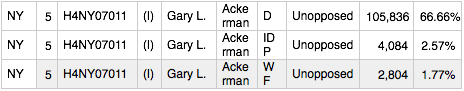 NY 5 H4NY07011 (I) Gary L. Acke rman D Unopposed 105,836 66.66%
NY 5 H4NY07011 (I) Gary L. Acke rman ID P Unopposed 4,084 2.57%
NY 5 H4NY07011 (I) Gary L. Acke rman W F Unopposed 2,804 1.77%